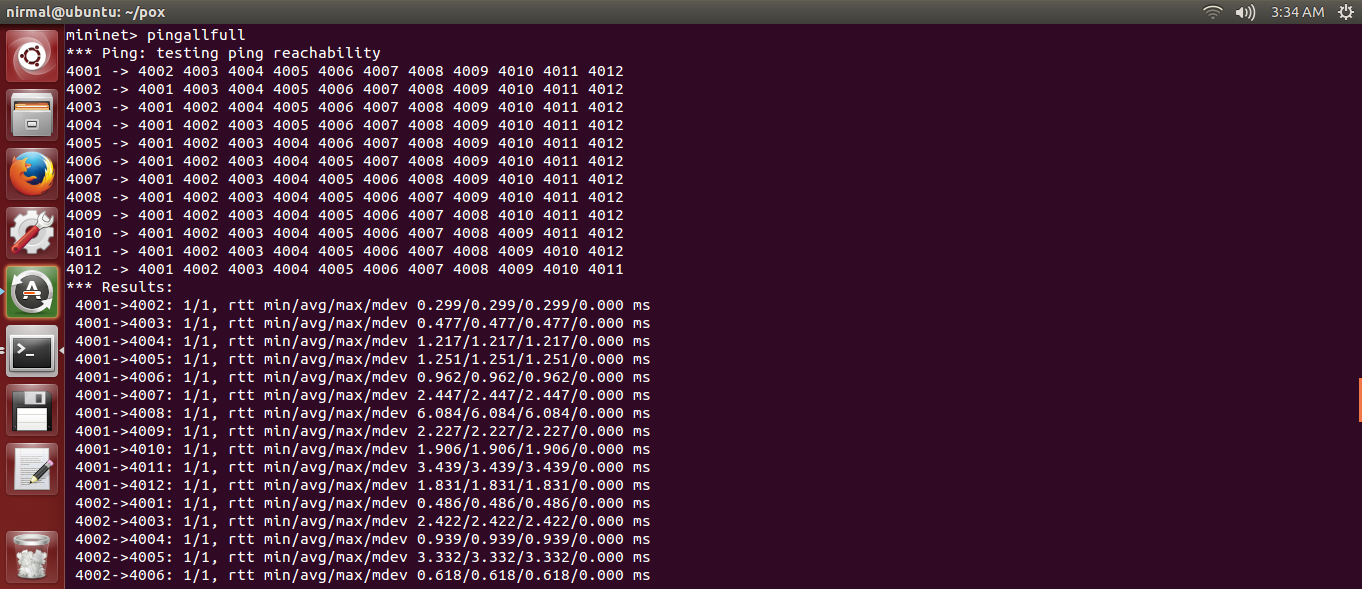 nirmal@ubuntu: ~/pox
3:34 AM
mininet> pingallfull
*** Ping: testing ping reachability
4001 -> 4002 4003 4004 4005 4006 4007 4008 4009 4010 4011 4012
4002 -> 4001 4003 4004 4005 4006 4007 4008 4009 4010 4011 4012
4003 -> 4001 4002 4004 4005 4006 4007 4008 4009 4010 4011 4012
4004 -> 4001 4002 4003 4005 4006 4007 4008 4009 4010 4011 4012
4005 -> 4001 4002 4003 4004 4006 4007 4008 4009 4010 4011 4012
4006 -> 4001 4002 4003 4004 4005 4007 4008 4009 4010 4011 4012
4007 -> 4001 4002 4003 4004 4005 4006 4008 4009 4010 4011 4012
4008 -> 4001 4002 4003 4004 4005 4006 4007 4009 4010 4011 4012
4009 -> 4001 4002 4003 4004 4005 4006 4007 4008 4010 4011 4012
4010 -> 4001 4002 4003 4004 4005 4006 4007 4008 4009 4011 4012
4011 -> 4001 4002 4003 4004 4005 4006 4007 4008 4009 4010 4012
4012 -> 4001 4002 4003 4004 4005 4006 4007 4008 4009 4010 4011
*** Results:
4001->4002: 1/1, rtt min/avg/max/mdev 0.299/0.299/0.299/0.000 ms
4001->4003: 1/1, rtt min/avg/max/mdev 0.477/0.477/0.477/0.000 ms
4001->4004: 1/1, rtt min/avg/max/mdev 1.217/1.217/1.217/0.000 ms
4001->4005: 1/1, rtt min/avg/max/mdev 1.251/1.251/1.251/0.000 ms
4001->4006: 1/1, rtt min/avg/max/mdev 0.962/0.962/0.962/0.000 ms
4001->4007: 1/1, rtt min/avg/max/mdev 2.447/2.447/2.447/0.000 ms
4001->4008: 1/1, rtt min/avg/max/mdev 6.084/6.084/6.084/0.000 ms
4001->4009: 1/1, rtt min/avg/max/mdev 2.227/2.227/2.227/0.000 ms
4001->4010: 1/1, rtt min/avg/max/mdev 1.906/1.906/1.906/0.000 ms
4001->4011: 1/1, rtt min/avg/max/mdev 3.439/3.439/3.439/0.000 ms
4001->4012: 1/1, rtt min/avg/max/mdev 1.831/1.831/1.831/0.000 ms
4002->4001: 1/1, rtt min/avg/max/mdev 0.486/0.486/0.486/0.000 ms
4002->4003: 1/1, rtt min/avg/max/mdev 2.422/2.422/2.422/0.000 ms
4002->4004: 1/1, rtt min/avg/max/mdev 0.939/0.939/0.939/0.000 ms
4002->4005: 1/1, rtt min/avg/max/mdev 3.332/3.332/3.332/0.000 ms
4002->4006: 1/1, rtt min/avg/max/mdev 0.618/0.618/0.618/0.000 ms